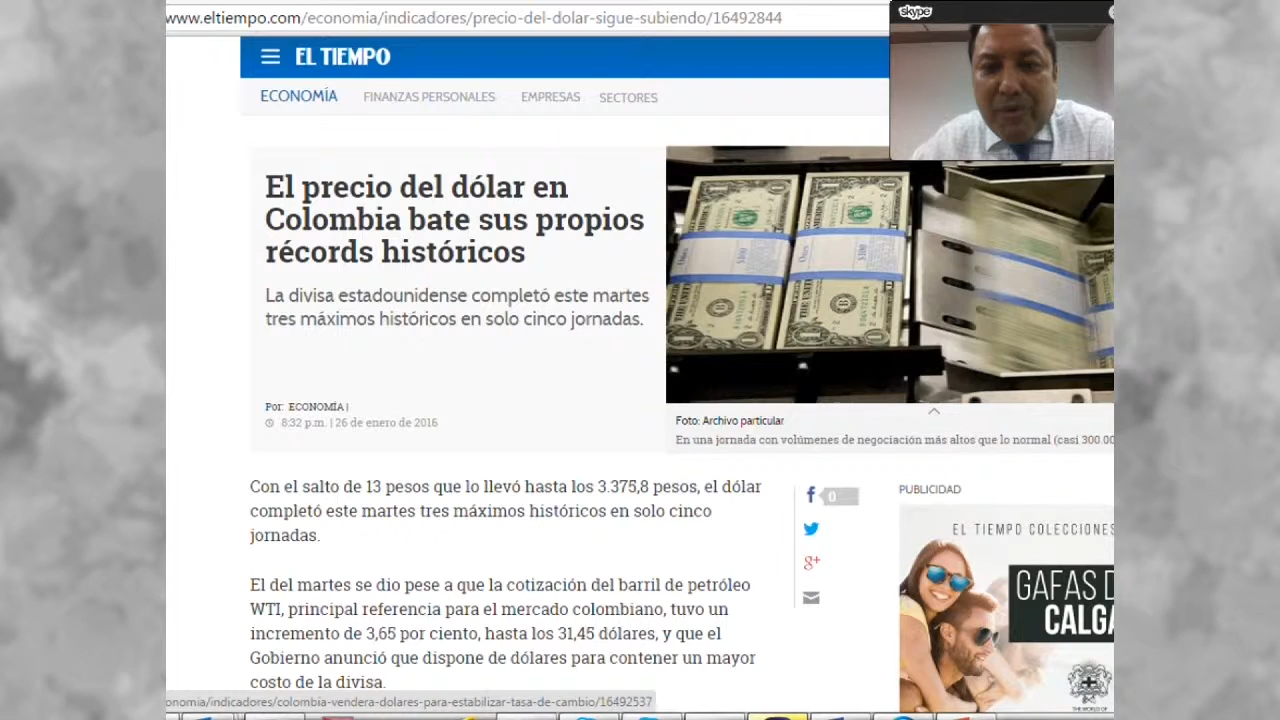 www.eltiempo.com/economia/indicadores/precio-del-dolar-sigue-subiendo/16492844
skype
EL TIEMPO
ECONOMÍA
FINANZAS PERSONALES
EMPRESAS
SECTORES
El precio del dólar en
Colombia bate sus propios
récords históricos
La divisa estadounidense completó este martes
tres máximos históricos en solo cinco jornadas.
Por: ECONOMÍA |
8:32 p.m. | 26 de enero de 2016
Foto: Archivo particular
En una jornada con volúmenes de negociación más altos que lo normal (casi 300.00
Con el salto de 13 pesos que lo llevó hasta los 3.375,8 pesos, el dólar
completó este martes tres máximos históricos en solo cinco
jornadas.
El del martes se dio pese a que la cotización del barril de petróleo
WTI, principal referencia para el mercado colombiano, tuvo un
incremento de 3,65 por ciento, hasta los 31,45 dólares, y que el
Gobierno anunció que dispone de dólares para contener un mayor
costo de la divisa.
0
PUBLICIDAD
EL TIEMPO COLECCIONES
GAFAS D
CALGA
onomia/indicadores/colombia-vendera-dolares-para-estabilizar-tasa-de-cambio/16492537